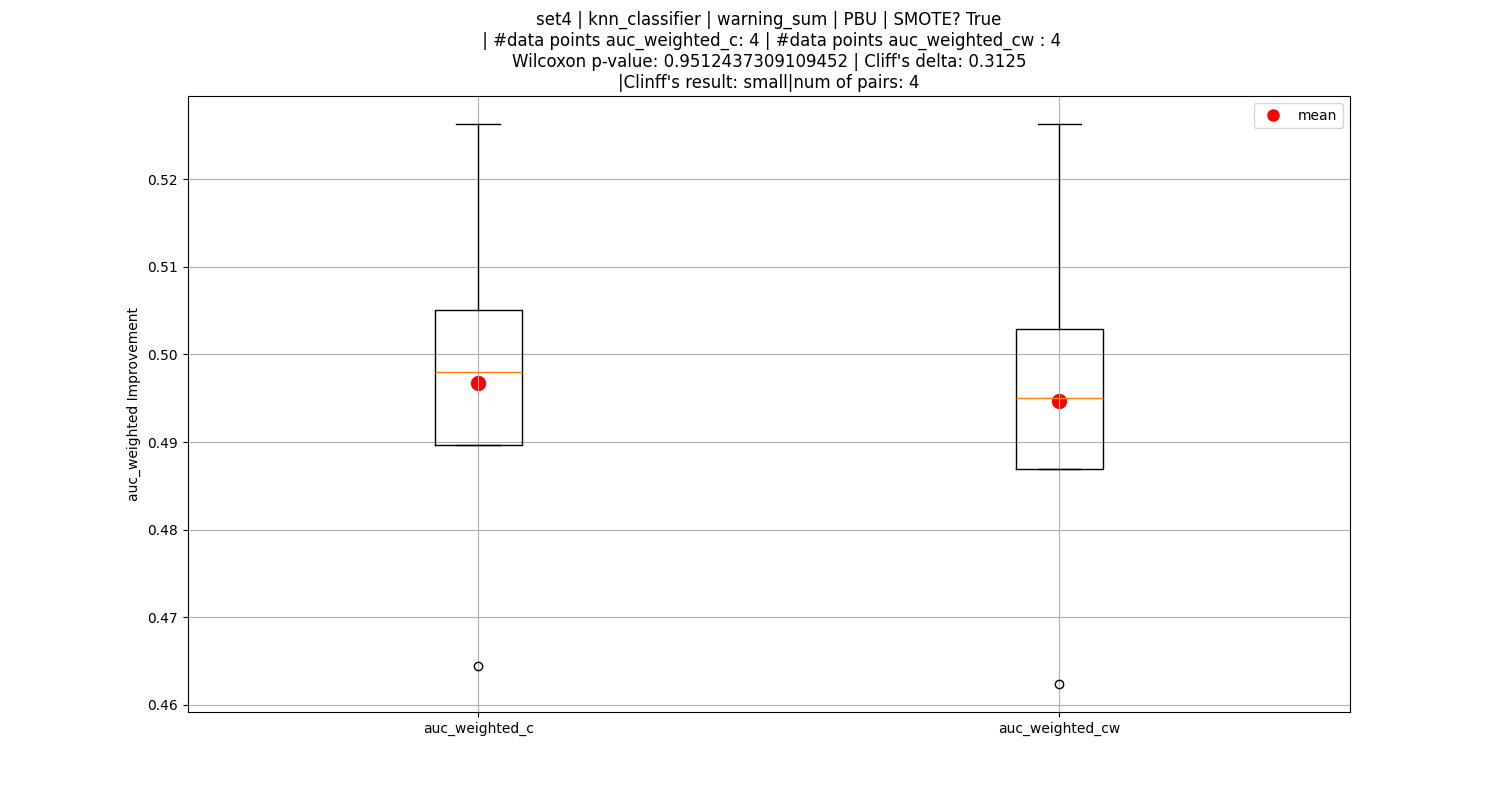 set4 | knn_classifier | warning_sum | PBU | SMOTE? True
| #data points auc_weighted_c: 4 | #data points auc_weighted_cw : 4
Wilcoxon p-value: 0.9512437309109452 | Cliff's delta: 0.3125
|Clinff's result: small|num of pairs: 4
mean
auc_weighted Improvement
0.52
0.51
0.50
0.49
0.48
0.47
0.46
auc_weighted_c
auc_weighted_cw